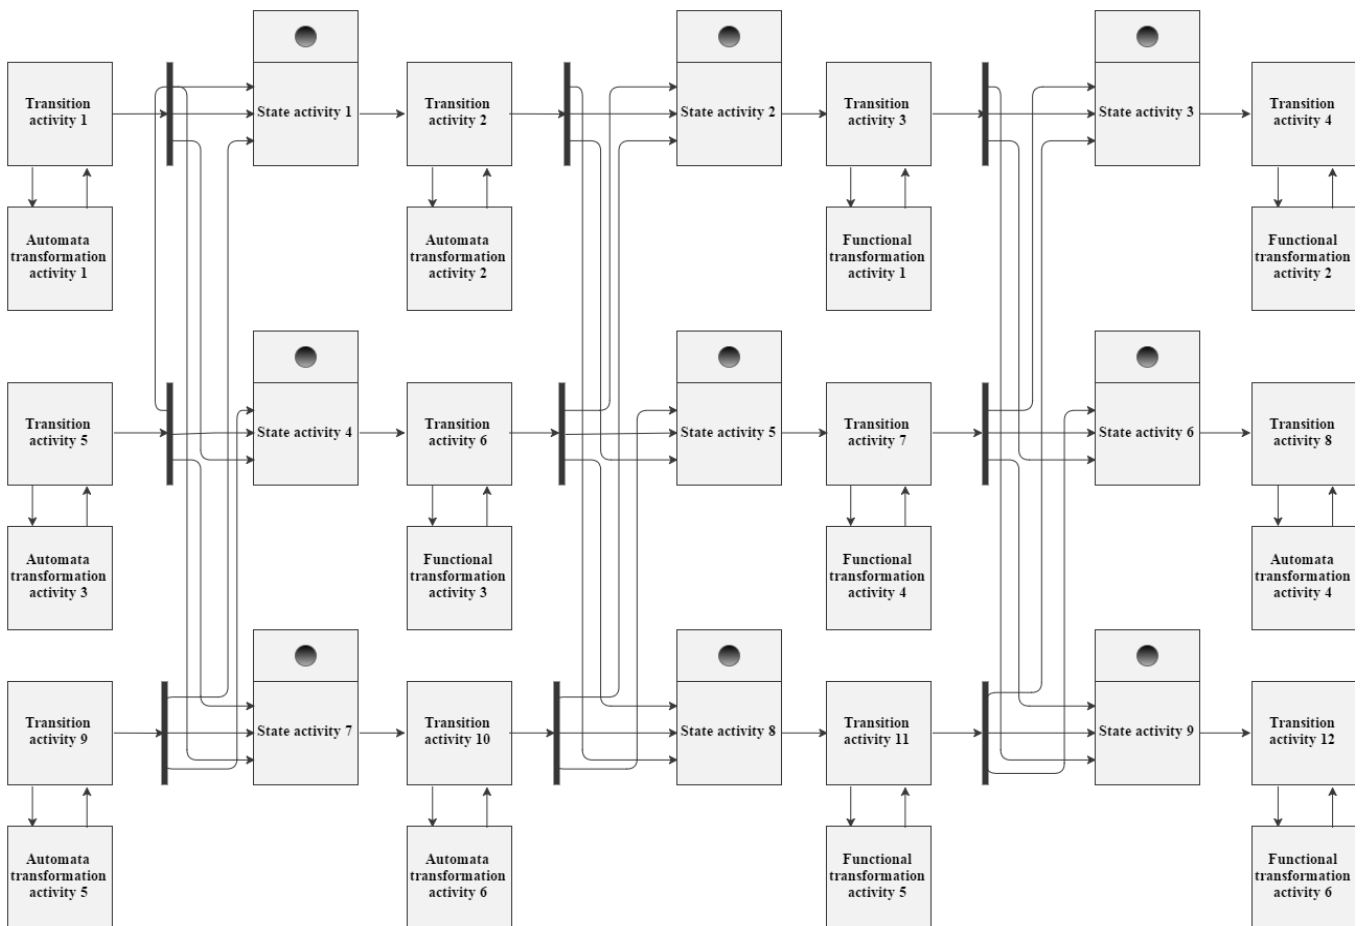 Transition
activity 1
State activity 1
Transition
activity 2
State activity 2
Transition
activity 3
State activity 3
Transition
activity 4
Automata
transformation
activity 1
Automata
transformation
activity 2
Functional
transformation
activity 1
Functional
transformation
activity 2
Transition
activity 5
State activity 4
Transition
activity 6
State activity 5
Transition
activity 7
State activity 6
Transition
activity 8
Automata
transformation
activity 3
Functional
transformation
activity 3
Functional
transformation
activity 4
Automata
transformation
activity 4
Transition
activity 9
State activity 7
Transition
activity 10
State activity 8
Transition
activity 11
State activity 9
Transition
activity 12
Automata
transformation
activity 5
Automata
transformation
activity 6
Functional
transformation
activity 5
Functional
transformation
activity 6